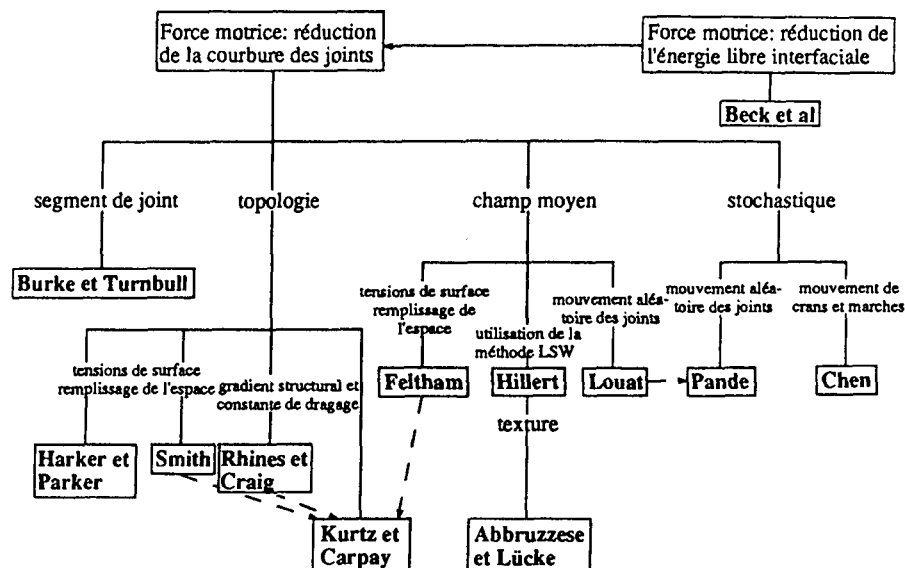 Force motrice: réduction
de la courbure des joints
Force motrice: réduction de
l'énergie libre interfaciale
Beck et al
segment de joint
topologie
champ moyen
stochastique
Burke et Turnbull
tensions de surface
remplissage de
l'espace
utilisation de la
méthode LSW
mouvement aléa-
toire des joints
mouvement aléa-
toire des joints
mouvement de
crans et marches
tensions de surface
remplissage de l'espace
gradient structural et
constante de dragage
Feltham
Hillert
Louat
Pande
Chen
texture
Harker et
Parker
Smith
Rhines et
Craig
Kurtz et
Carpay
Abbruzzese
et Lücke